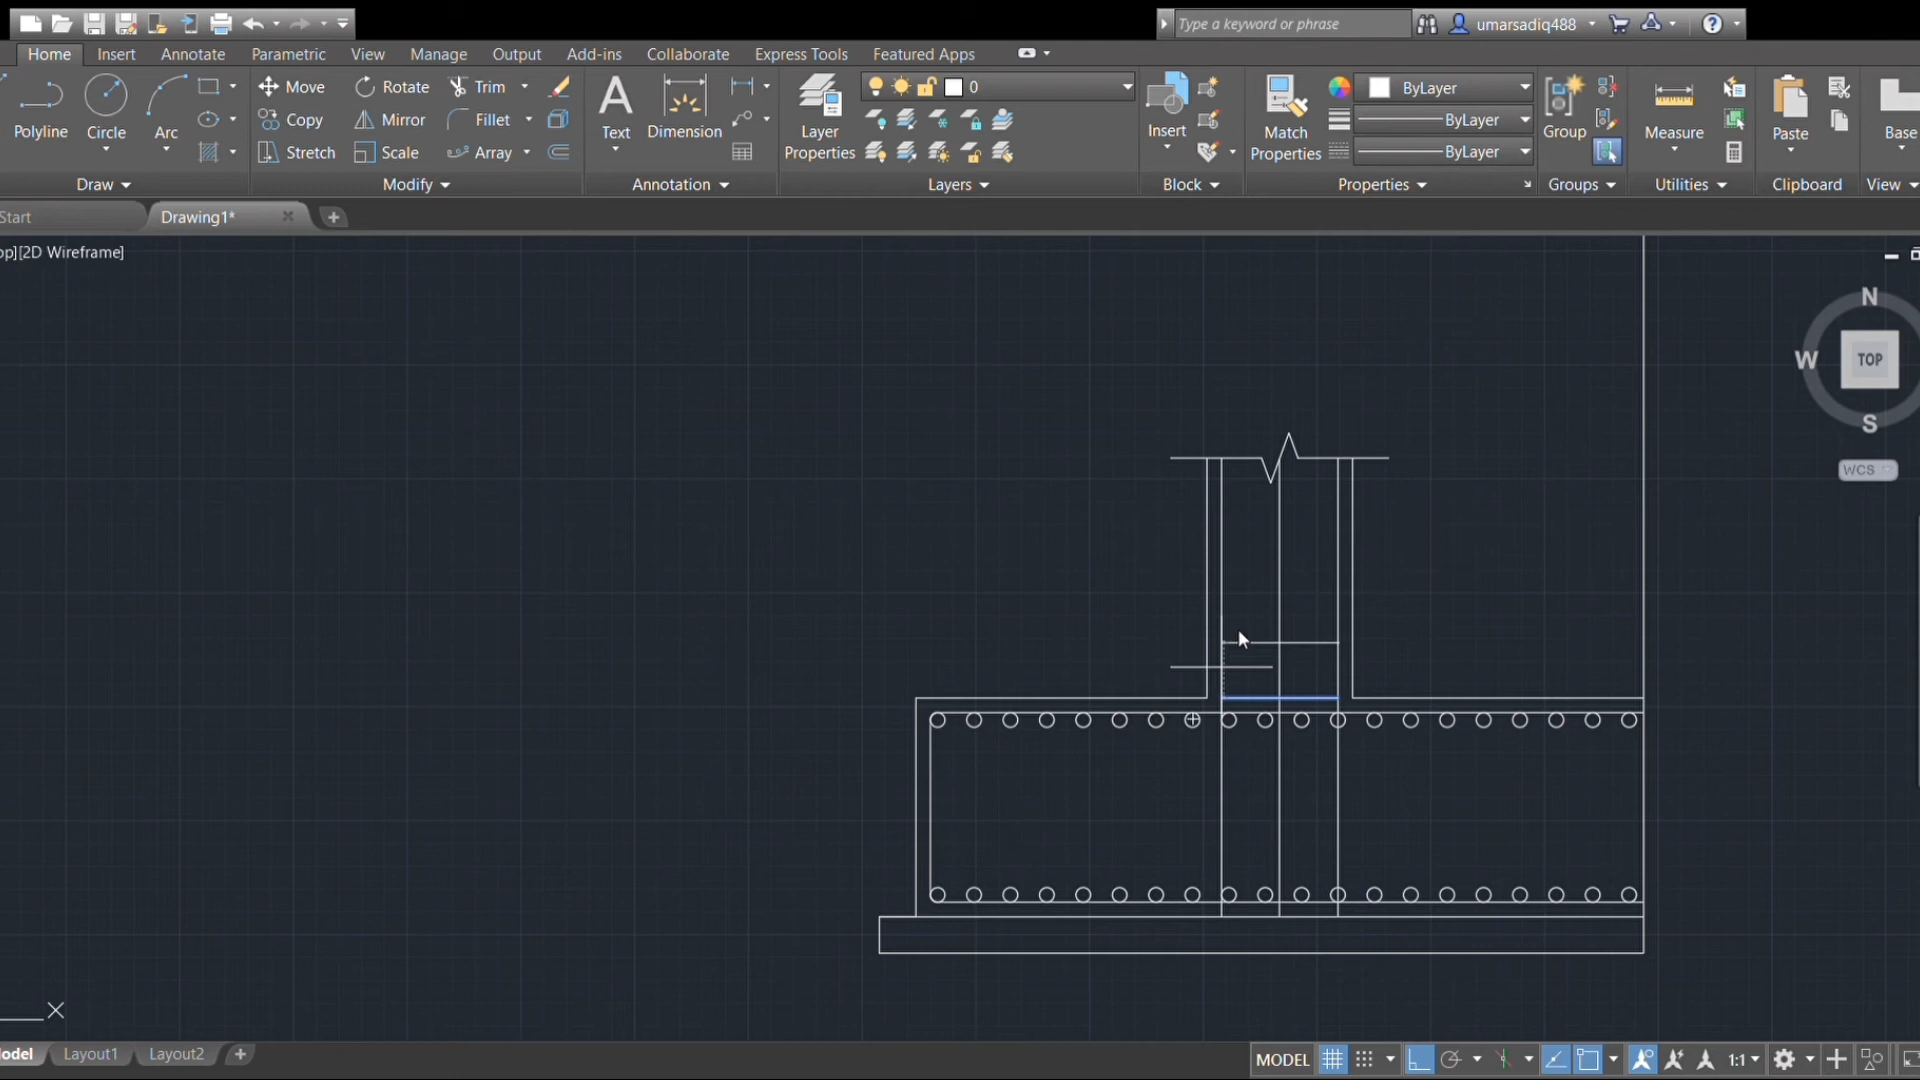 Type a keyword or phrase
umarsadiq488
Home Insert Annotate Parametric View Manage Output Add-ins Collaborate Express Tools Featured Apps
Polyline Circle Arc
Move Rotate Trim
Copy Mirror Fillet
Stretch Scale Array
Text Dimension
Layer Properties
0
Insert
Match Properties
ByLayer
ByLayer
ByLayer
Group
Measure
Paste
Base
Draw Modify Annotation Layers Block Properties Groups Utilities Clipboard View
Start Drawing1*
op][2D Wireframe]
N
W TOP
S
WCS
odel Layout1 Layout2
MODEL 1:1